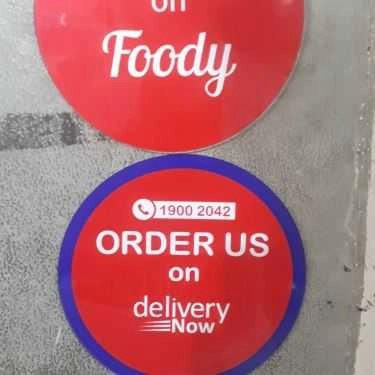 on
Foody
1900 2042
ORDER US
on
delivery
Now